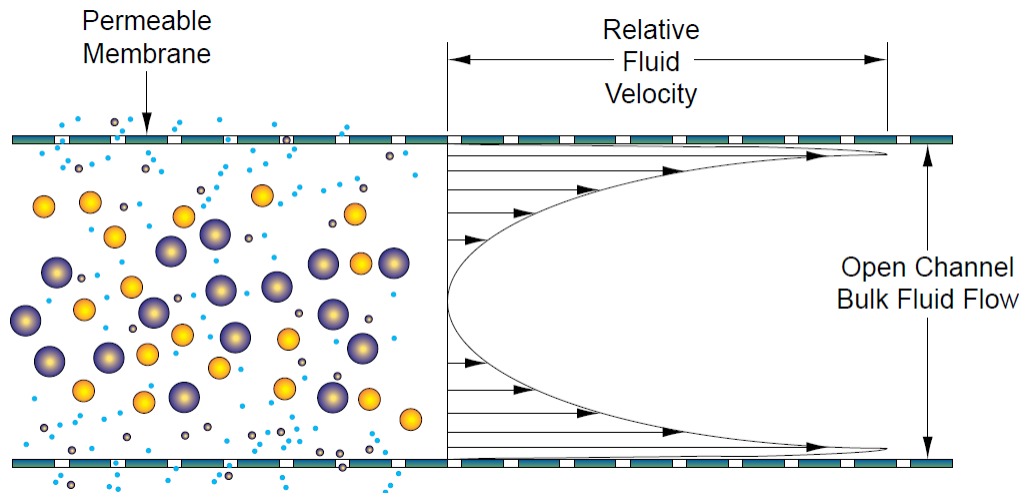 Permeable
Membrane
Relative
Fluid
Velocity
Open Channel
Bulk Fluid Flow